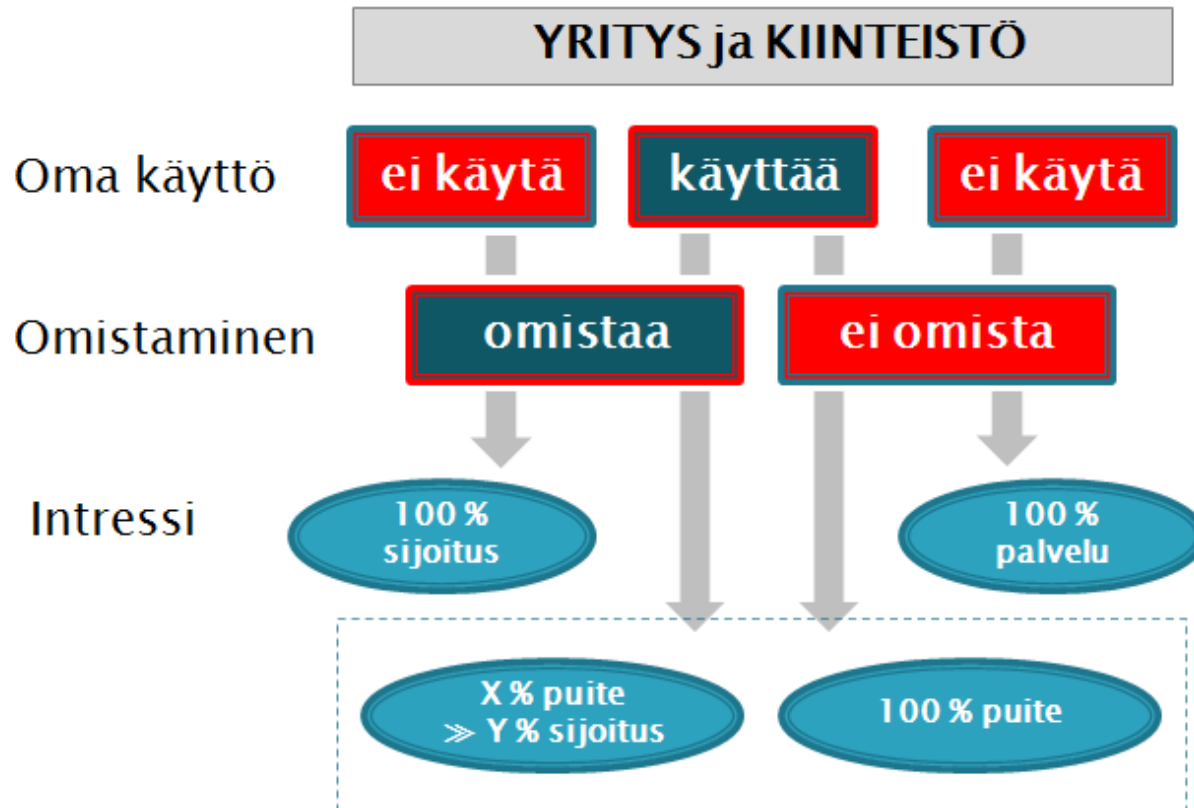 YRITYS ja KIINTEISTÖ
Oma käyttö
ei käytä
käyttää
ei käytä
Omistaminen
omistaa
ei omista
Intressi
100 %
sijoitus
100 %
palvelu
X % puite
≫ Y % sijoitus
100 % puite